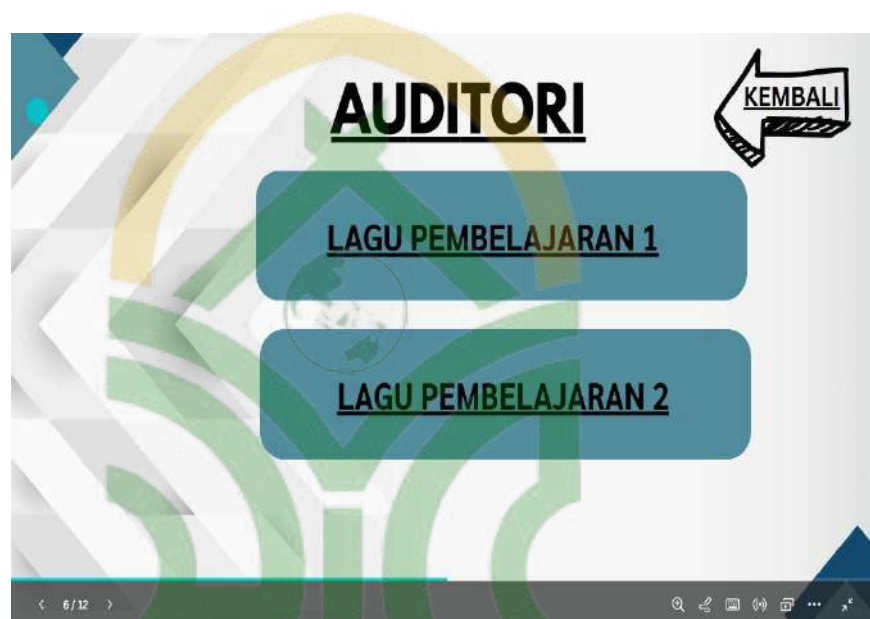 AUDITORI
KEMBALI
LAGU PEMBELAJARAN 1
LAGU PEMBELAJARAN 2
6/12